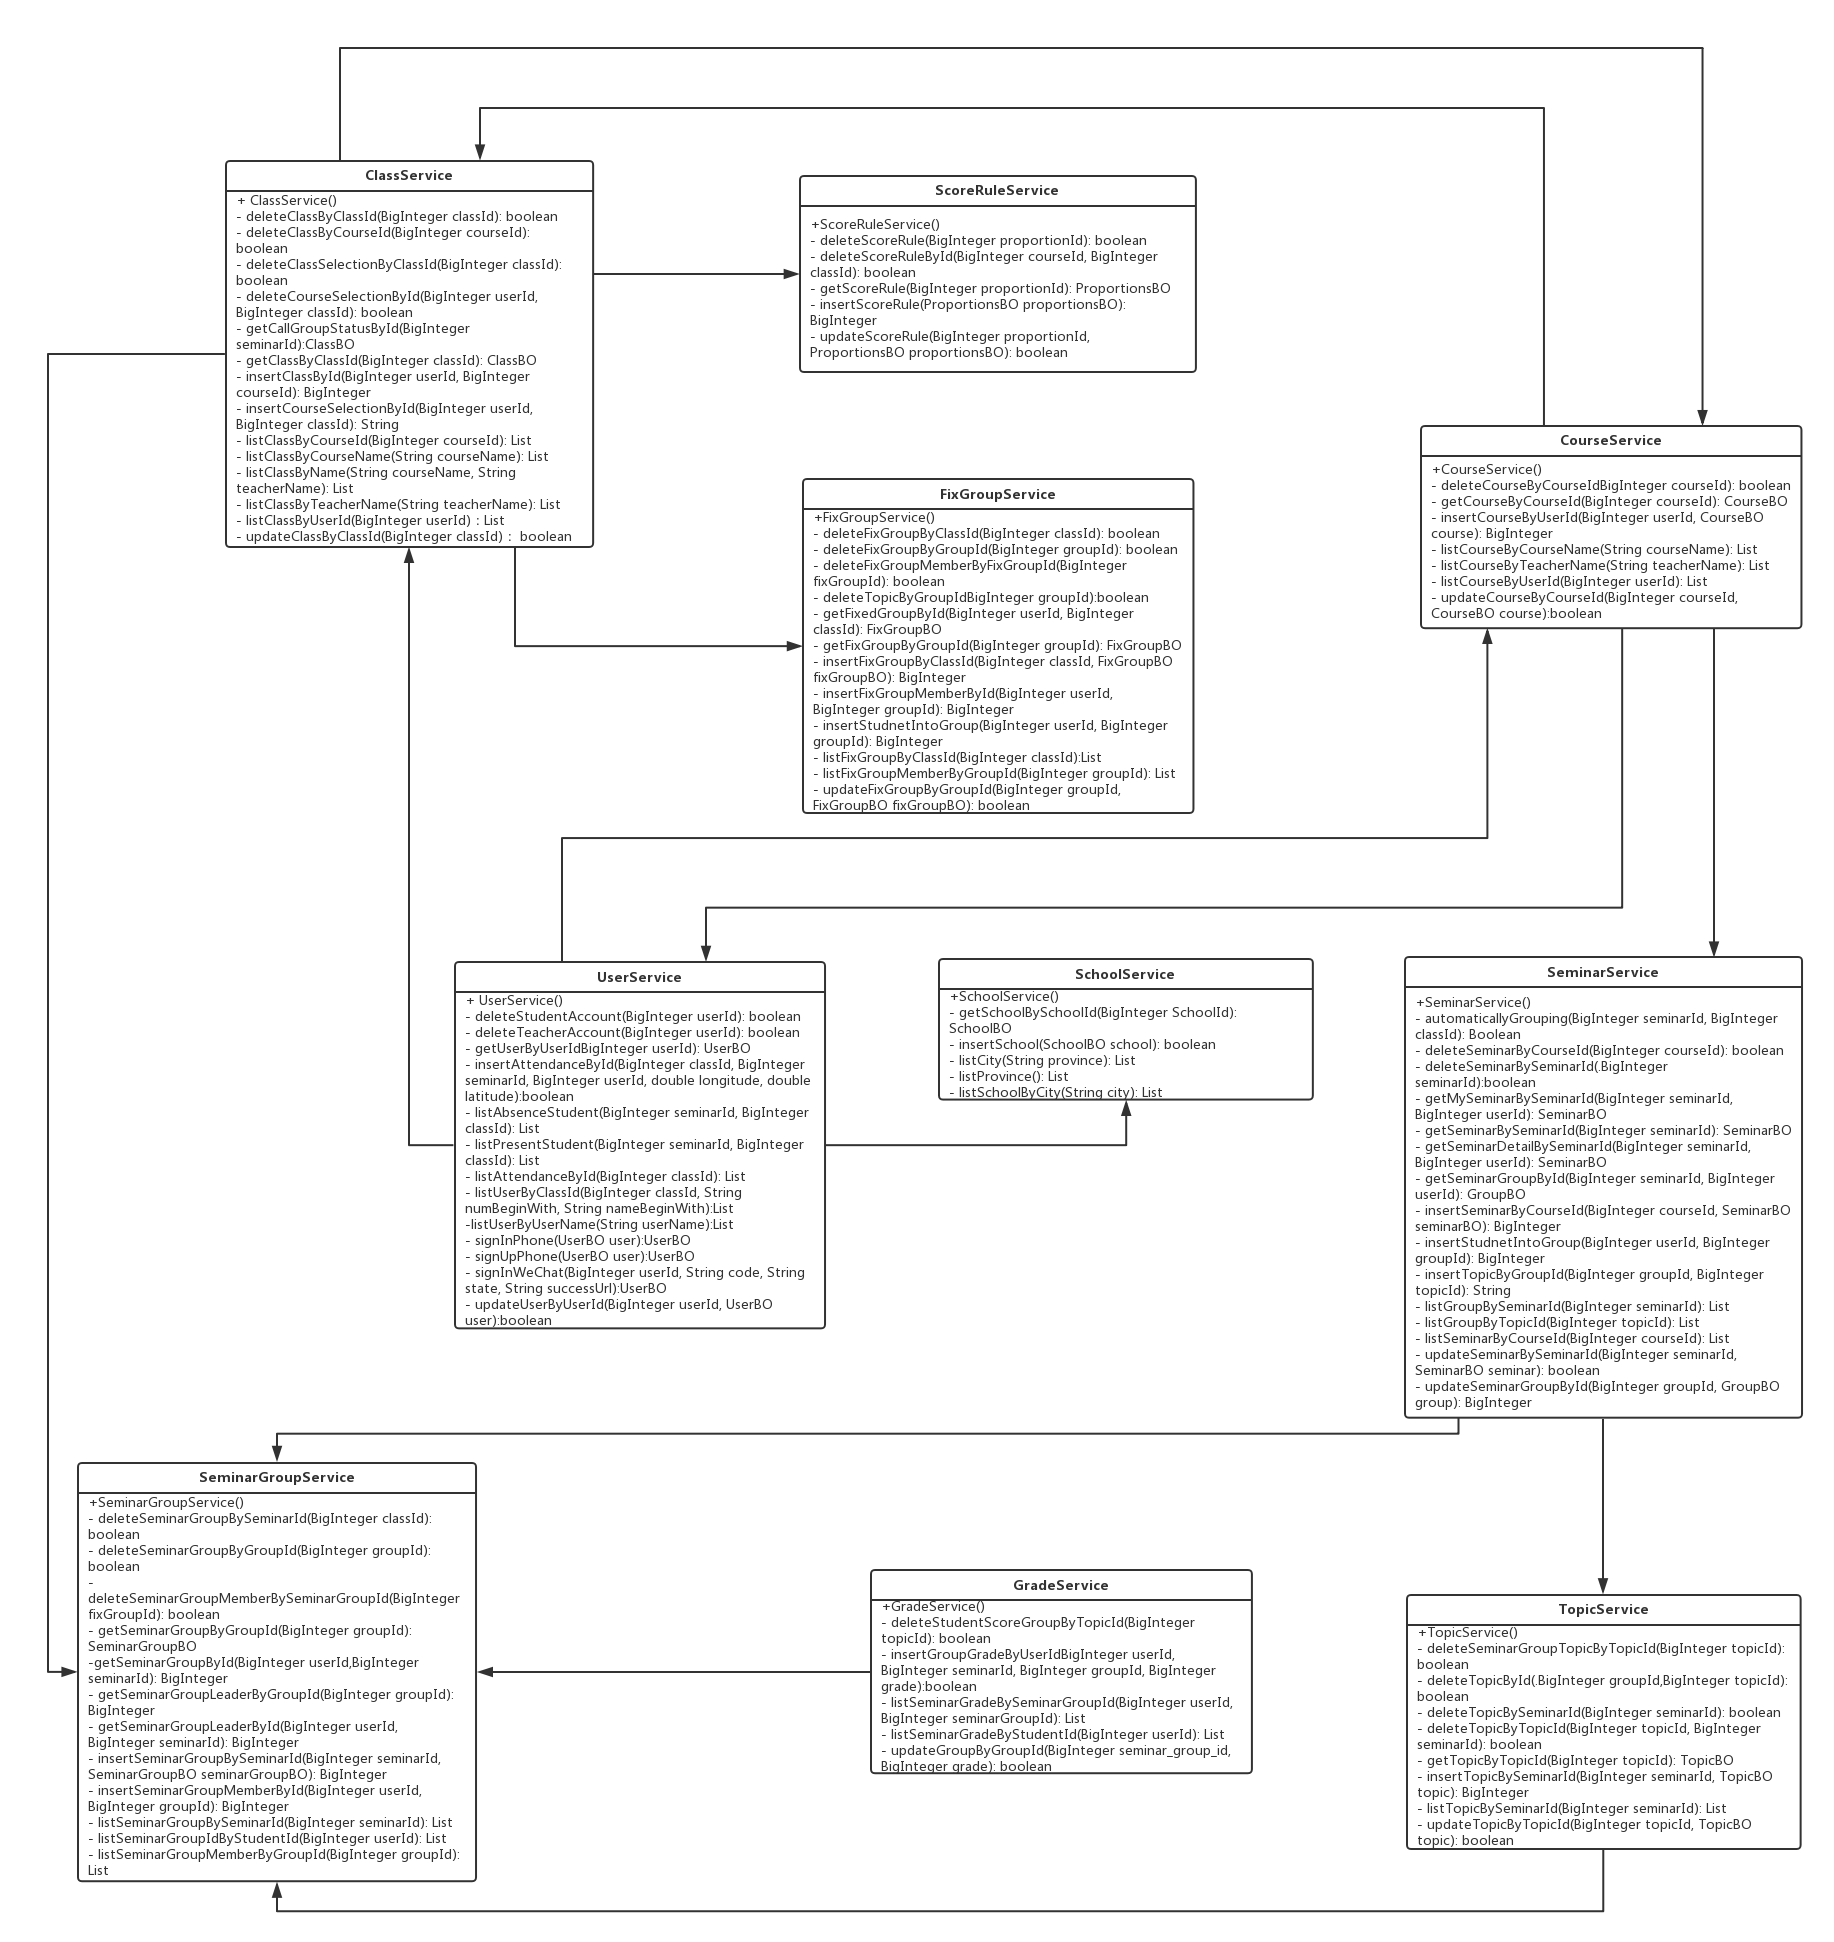 ClassService
+ ClassService()
- deleteClassByClassId(BigInteger classId): boolean
- deleteClassByCourseId(BigInteger courseId):
boolean
- deleteClassSelectionByClassId(BigInteger classId):
boolean
- deleteCourseSelectionById(BigInteger userId,
BigInteger classId): boolean
- getCallGroupStatusById(BigInteger
seminarId):ClassBO
- getClassByClassId(BigInteger classId): ClassBO
- insertClassById(BigInteger userId, BigInteger
courseId): BigInteger
- insertCourseSelectionById(BigInteger userId,
BigInteger classId): String
- listClassByCourseId(BigInteger courseId): List
- listClassByCourseName(String courseName): List
- listClassByName(String courseName, String
teacherName): List
- listClassByTeacherName(String teacherName): List
- listClassByUserId(BigInteger userId)：List
- updateClassByClassId(BigInteger classId)： boolean
ScoreRuleService
+ScoreRuleService()
- deleteScoreRule(BigInteger proportionId): boolean
- deleteScoreRuleById(BigInteger courseId, BigInteger
classId): boolean
- getScoreRule(BigInteger proportionId): ProportionsBO
- insertScoreRule(ProportionsBO proportionsBO):
BigInteger
- updateScoreRule(BigInteger proportionId,
ProportionsBO proportionsBO): boolean
CourseService
+CourseService()
- deleteCourseByCourseIdBigInteger courseId): boolean
- getCourseByCourseId(BigInteger courseId): CourseBO
- insertCourseByUserId(BigInteger userId, CourseBO
course): BigInteger
- listCourseByCourseName(String courseName): List
- listCourseByTeacherName(String teacherName): List
- listCourseByUserId(BigInteger userId): List
- updateCourseByCourseId(BigInteger courseId,
CourseBO course):boolean
FixGroupService
+FixGroupService()
- deleteFixGroupByClassId(BigInteger classId): boolean
- deleteFixGroupByGroupId(BigInteger groupId): boolean
- deleteFixGroupMemberByFixGroupId(BigInteger
fixGroupId): boolean
- deleteTopicByGroupIdBigInteger groupId):boolean
- getFixedGroupById(BigInteger userId, BigInteger
classId): FixGroupBO
- getFixGroupByGroupId(BigInteger groupId): FixGroupBO
- insertFixGroupByClassId(BigInteger classId, FixGroupBO
fixGroupBO): BigInteger
- insertFixGroupMemberById(BigInteger userId,
BigInteger groupId): BigInteger
- insertStudnetIntoGroup(BigInteger userId, BigInteger
groupId): BigInteger
- listFixGroupByClassId(BigInteger classId):List
- listFixGroupMemberByGroupId(BigInteger groupId): List
- updateFixGroupByGroupId(BigInteger groupId,
FixGroupBO fixGroupBO): boolean
UserService
+ UserService()
- deleteStudentAccount(BigInteger userId): boolean
- deleteTeacherAccount(BigInteger userId): boolean
- getUserByUserIdBigInteger userId): UserBO
- insertAttendanceById(BigInteger classId, BigInteger
seminarId, BigInteger userId, double longitude, double
latitude):boolean
- listAbsenceStudent(BigInteger seminarId, BigInteger
classId): List
- listPresentStudent(BigInteger seminarId, BigInteger
classId): List
- listAttendanceById(BigInteger classId): List
- listUserByClassId(BigInteger classId, String
numBeginWith, String nameBeginWith):List
-listUserByUserName(String userName):List
- signInPhone(UserBO user):UserBO
- signUpPhone(UserBO user):UserBO
- signInWeChat(BigInteger userId, String code, String
state, String successUrl):UserBO
- updateUserByUserId(BigInteger userId, UserBO
user):boolean
SchoolService
+SchoolService()
- getSchoolBySchoolId(BigInteger SchoolId):
SchoolBO
- insertSchool(SchoolBO school): boolean
- listCity(String province): List
- listProvince(): List
- listSchoolByCity(String city): List
SeminarService
+SeminarService()
- automaticallyGrouping(BigInteger seminarId, BigInteger
classId): Boolean
- deleteSeminarByCourseId(BigInteger courseId): boolean
- deleteSeminarBySeminarId(.BigInteger
seminarId):boolean
- getMySeminarBySeminarId(BigInteger seminarId,
BigInteger userId): SeminarBO
- getSeminarBySeminarId(BigInteger seminarId): SeminarBO
- getSeminarDetailBySeminarId(BigInteger seminarId,
BigInteger userId): SeminarBO
- getSeminarGroupById(BigInteger seminarId, BigInteger
userId): GroupBO
- insertSeminarByCourseId(BigInteger courseId, SeminarBO
seminarBO): BigInteger
- insertStudnetIntoGroup(BigInteger userId, BigInteger
groupId): BigInteger
- insertTopicByGroupId(BigInteger groupId, BigInteger
topicId): String
- listGroupBySeminarId(BigInteger seminarId): List
- listGroupByTopicId(BigInteger topicId): List
- listSeminarByCourseId(BigInteger courseId): List
- updateSeminarBySeminarId(BigInteger seminarId,
SeminarBO seminar): boolean
- updateSeminarGroupById(BigInteger groupId, GroupBO
group): BigInteger
SeminarGroupService
+SeminarGroupService()
- deleteSeminarGroupBySeminarId(BigInteger classId):
boolean
- deleteSeminarGroupByGroupId(BigInteger groupId):
boolean
-
deleteSeminarGroupMemberBySeminarGroupId(BigInteger
fixGroupId): boolean
- getSeminarGroupByGroupId(BigInteger groupId):
SeminarGroupBO
-getSeminarGroupById(BigInteger userId,BigInteger
seminarId): BigInteger
- getSeminarGroupLeaderByGroupId(BigInteger groupId):
BigInteger
- getSeminarGroupLeaderById(BigInteger userId,
BigInteger seminarId): BigInteger
- insertSeminarGroupBySeminarId(BigInteger seminarId,
SeminarGroupBO seminarGroupBO): BigInteger
- insertSeminarGroupMemberById(BigInteger userId,
BigInteger groupId): BigInteger
- listSeminarGroupBySeminarId(BigInteger seminarId): List
- listSeminarGroupIdByStudentId(BigInteger userId): List
- listSeminarGroupMemberByGroupId(BigInteger groupId):
List
GradeService
+GradeService()
- deleteStudentScoreGroupByTopicId(BigInteger
topicId): boolean
- insertGroupGradeByUserIdBigInteger userId,
BigInteger seminarId, BigInteger groupId, BigInteger
grade):boolean
- listSeminarGradeBySeminarGroupId(BigInteger userId,
BigInteger seminarGroupId): List
- listSeminarGradeByStudentId(BigInteger userId): List
- updateGroupByGroupId(BigInteger seminar_group_id,
BigInteger grade): boolean
TopicService
+TopicService()
- deleteSeminarGroupTopicByTopicId(BigInteger topicId):
boolean
- deleteTopicById(.BigInteger groupId,BigInteger topicId):
boolean
- deleteTopicBySeminarId(BigInteger seminarId): boolean
- deleteTopicByTopicId(BigInteger topicId, BigInteger
seminarId): boolean
- getTopicByTopicId(BigInteger topicId): TopicBO
- insertTopicBySeminarId(BigInteger seminarId, TopicBO
topic): BigInteger
- listTopicBySeminarId(BigInteger seminarId): List
- updateTopicByTopicId(BigInteger topicId, TopicBO
topic): boolean